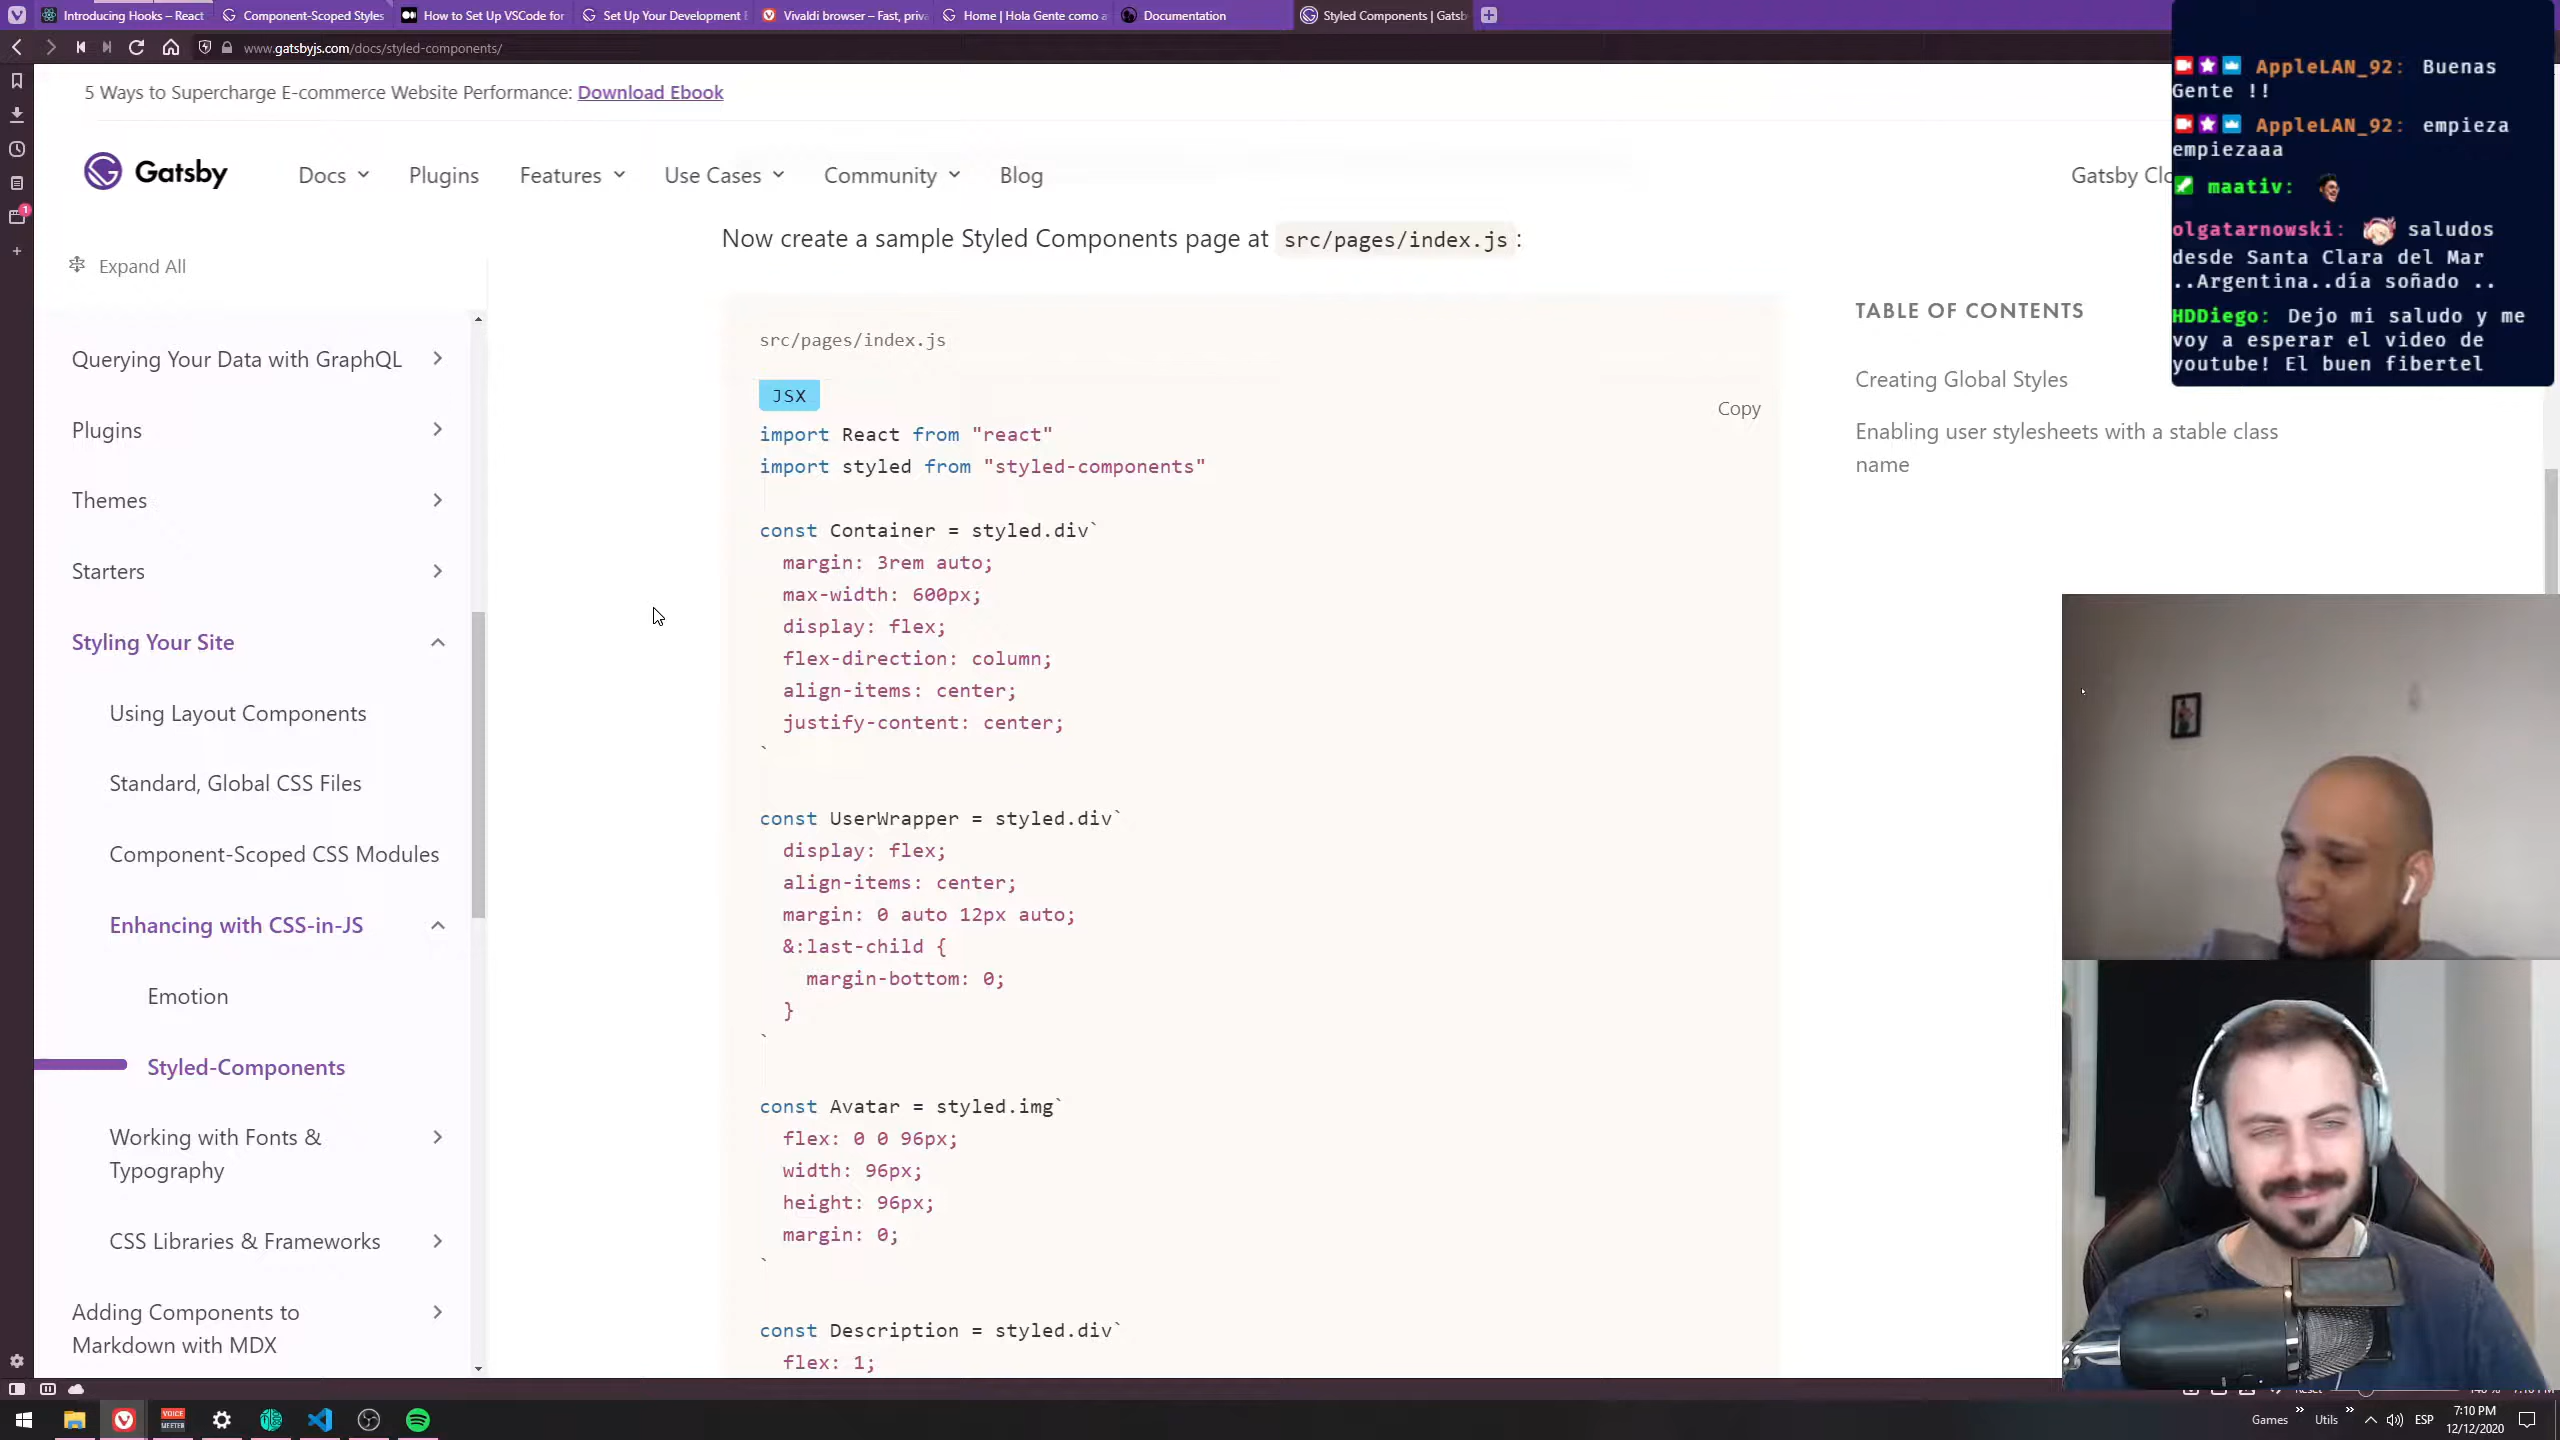 Introducing Hooks – React
Component-Scoped Styles
How to Set Up VSCode for
Set Up Your Development E
Vivaldi browser – Fast, priva
Home | Hola Gente como a
Documentation
Styled Components | Gatsb
www.gatsbyjs.com/docs/styled-components/
5 Ways to Supercharge E-commerce Website Performance: Download Ebook
Gatsby
Docs
Plugins
Features
Use Cases
Community
Blog
Gatsby Clo
Expand All
Querying Your Data with GraphQL
Plugins
Themes
Starters
Styling Your Site
Using Layout Components
Standard, Global CSS Files
Component-Scoped CSS Modules
Enhancing with CSS-in-JS
Emotion
Styled-Components
Working with Fonts &
Typography
CSS Libraries & Frameworks
Adding Components to
Markdown with MDX
Now create a sample Styled Components page at src/pages/index.js:
src/pages/index.js
JSX
Copy
import React from "react"
import styled from "styled-components"
const Container = styled.div`
margin: 3rem auto;
max-width: 600px;
display: flex;
flex-direction: column;
align-items: center;
justify-content: center;
`
const UserWrapper = styled.div`
display: flex;
align-items: center;
margin: 0 auto 12px auto;
&:last-child {
margin-bottom: 0;
}
`
const Avatar = styled.img`
flex: 0 0 96px;
width: 96px;
height: 96px;
margin: 0;
`
const Description = styled.div`
flex: 1;
TABLE OF CONTENTS
Creating Global Styles
Enabling user stylesheets with a stable class
name
AppleLAN_92: Buenas
Gente !!
AppleLAN_92: empieza
empiezaaa
maativ:
olgatarnowski: saludos
desde Santa Clara del Mar
..Argentina..día soñado ..
HDDiego: Dejo mi saludo y me
voy a esperar el video de
youtube! El buen fibertel
1
VOICE
MEETER
Games
Utils
ESP
7:10 PM
12/12/2020